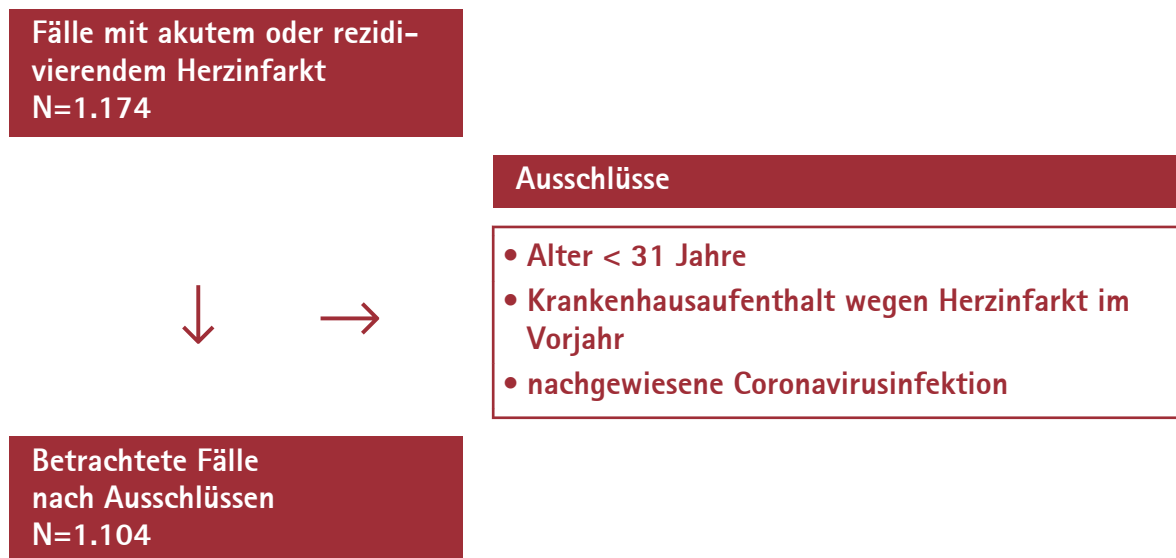 Fälle mit akutem oder rezidi-
vierendem Herzinfarkt
N=1.174
Ausschlüsse
• Alter < 31 Jahre
• Krankenhausaufenthalt wegen Herzinfarkt im
Vorjahr
• nachgewiesene Coronavirusinfektion
Betrachtete Fälle
nach Ausschlüssen
N=1.104